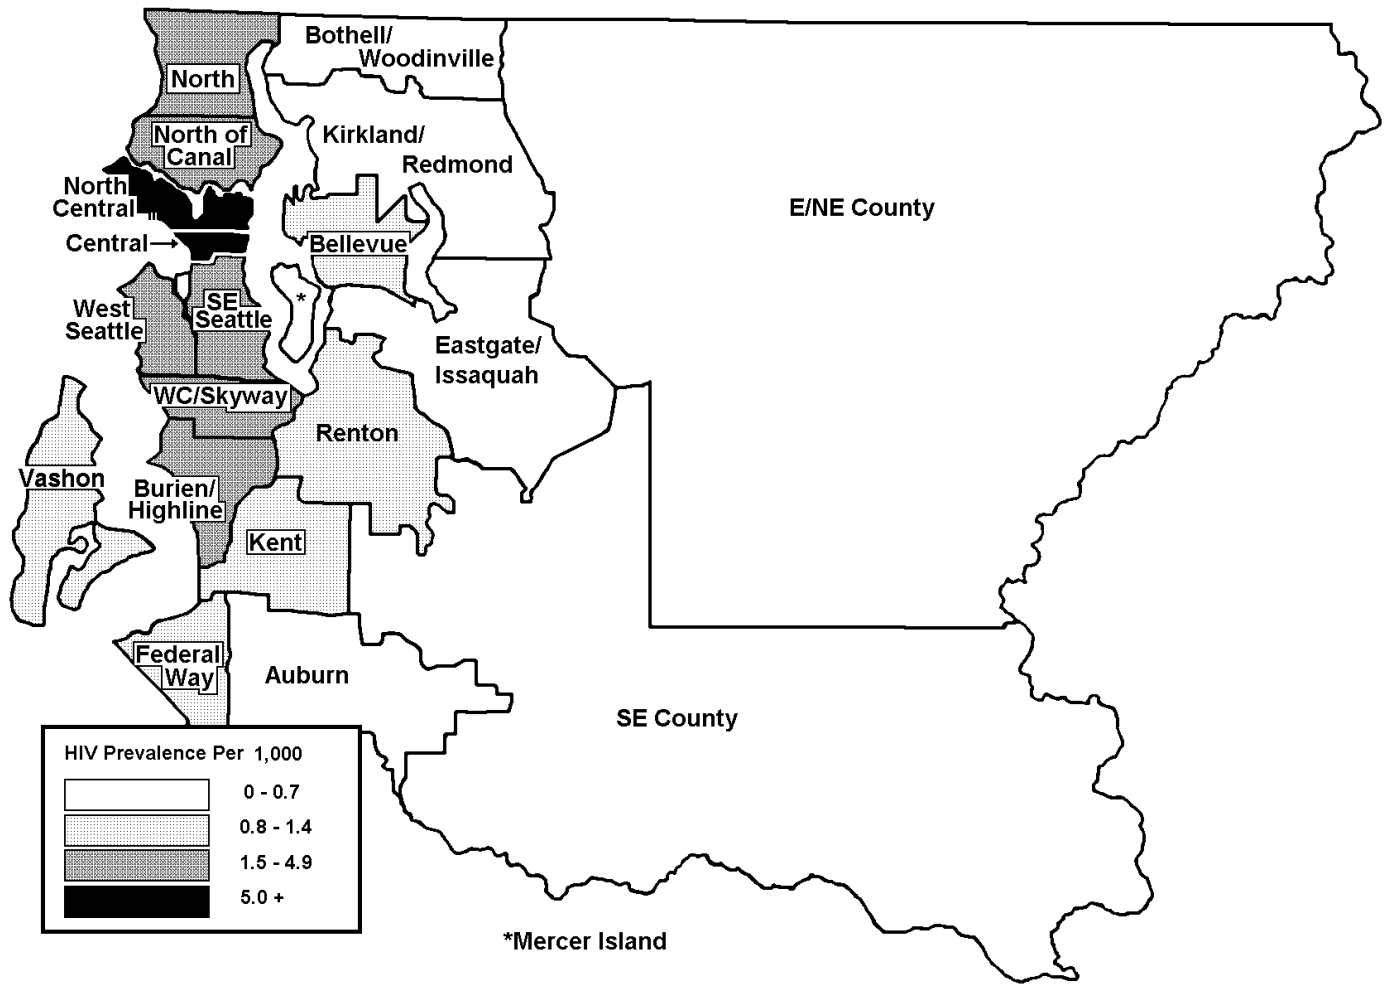 Bothell/
Woodinville
North
North of
Canal
Kirkland/
Redmond
North
Central
E/NE County
Central
Bellevue
*
West
Seattle
SE
Seattle
Eastgate/
Issaquah
WC/Skyway
Renton
Vashon
Burien/
Highline
Kent
Federal
Way
Auburn
SE County
HIV Prevalence Per 1,000
0 - 0.7
0.8 - 1.4
1.5 - 4.9
5.0 +
*Mercer Island